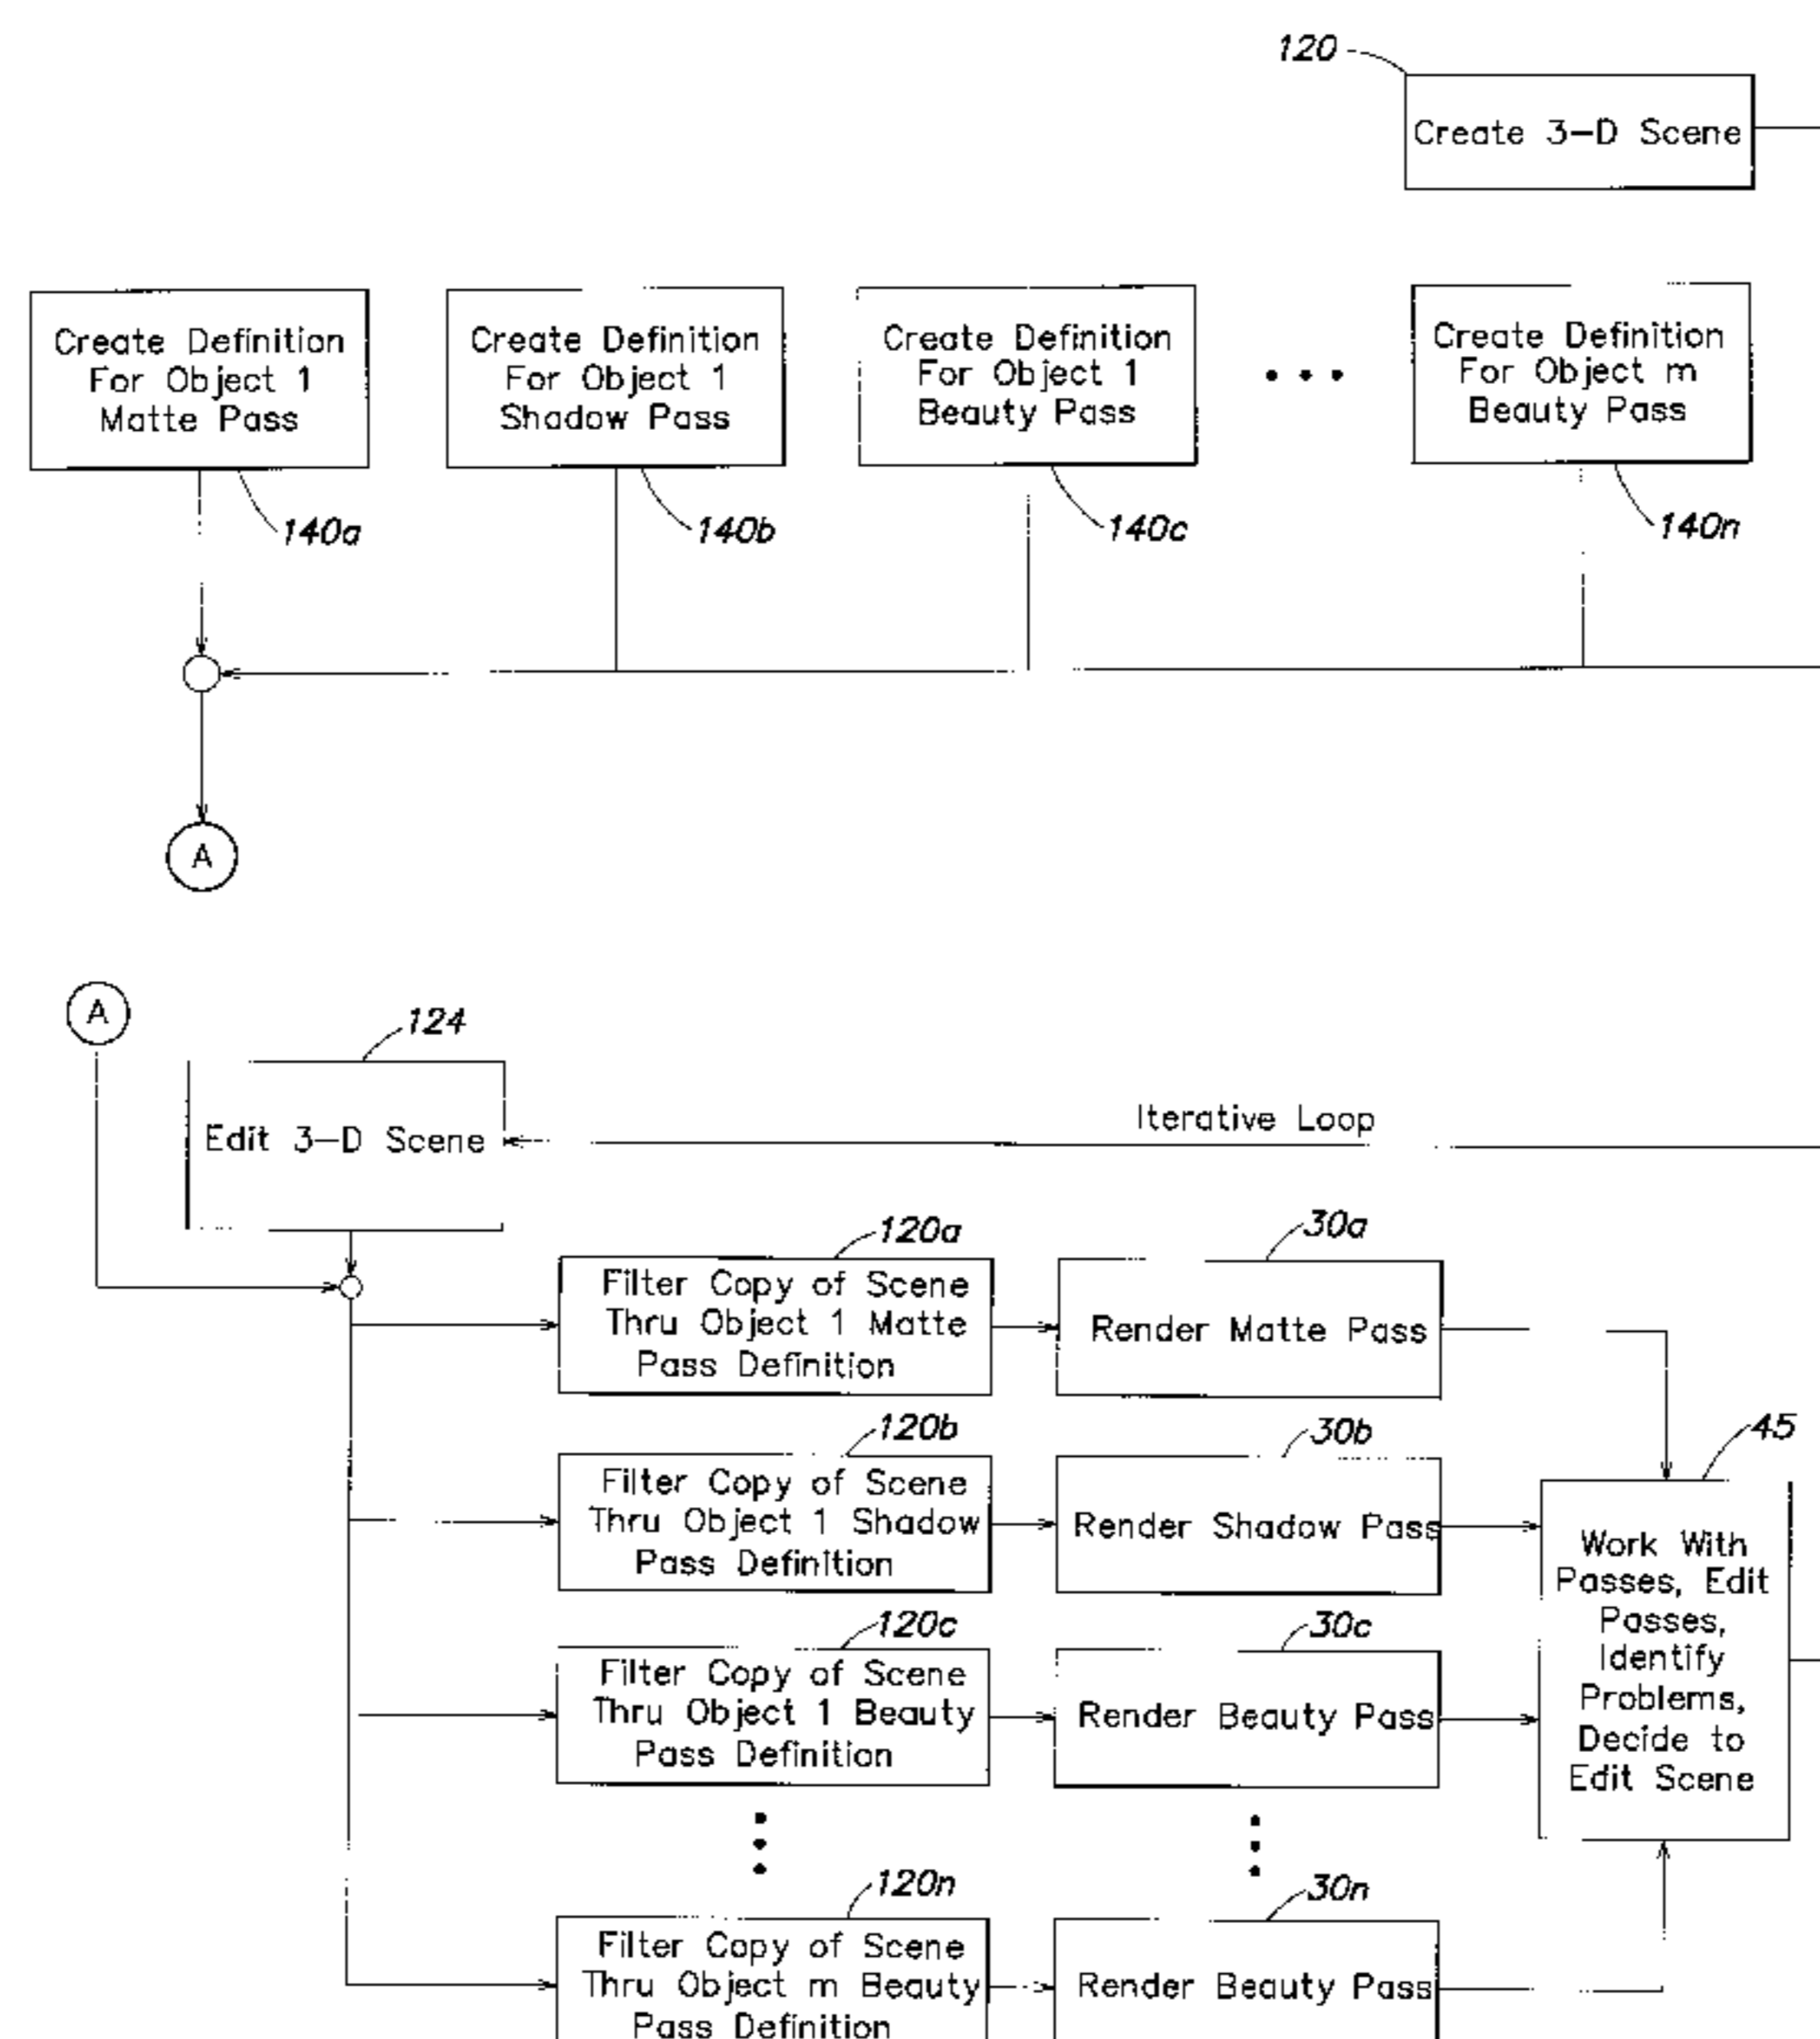 120
Create 3-D Scene
Create Definition
For Object 1
Matte Pass
Create Definition
For Object 1
Shadow Pass
Create Definition
For Object 1
Beauty Pass
Create Definition
For Object m
Beauty Pass
140a
140b
140c
140n
A
A
124
Edit 3-D Scene
Iterative Loop
120a
Filter Copy of Scene
Thru Object 1 Matte
Pass Definition
30a
Render Matte Pass
120b
Filter Copy of Scene
Thru Object 1 Shadow
Pass Definition
30b
Render Shadow Pass
45
Work With
Passes, Edit
Passes,
Identify
Problems,
Decide to
Edit Scene
120c
Filter Copy of Scene
Thru Object 1 Beauty
Pass Definition
30c
Render Beauty Pass
120n
Filter Copy of Scene
Thru Object m Beauty
Pass Definition
30n
Render Beauty Pass